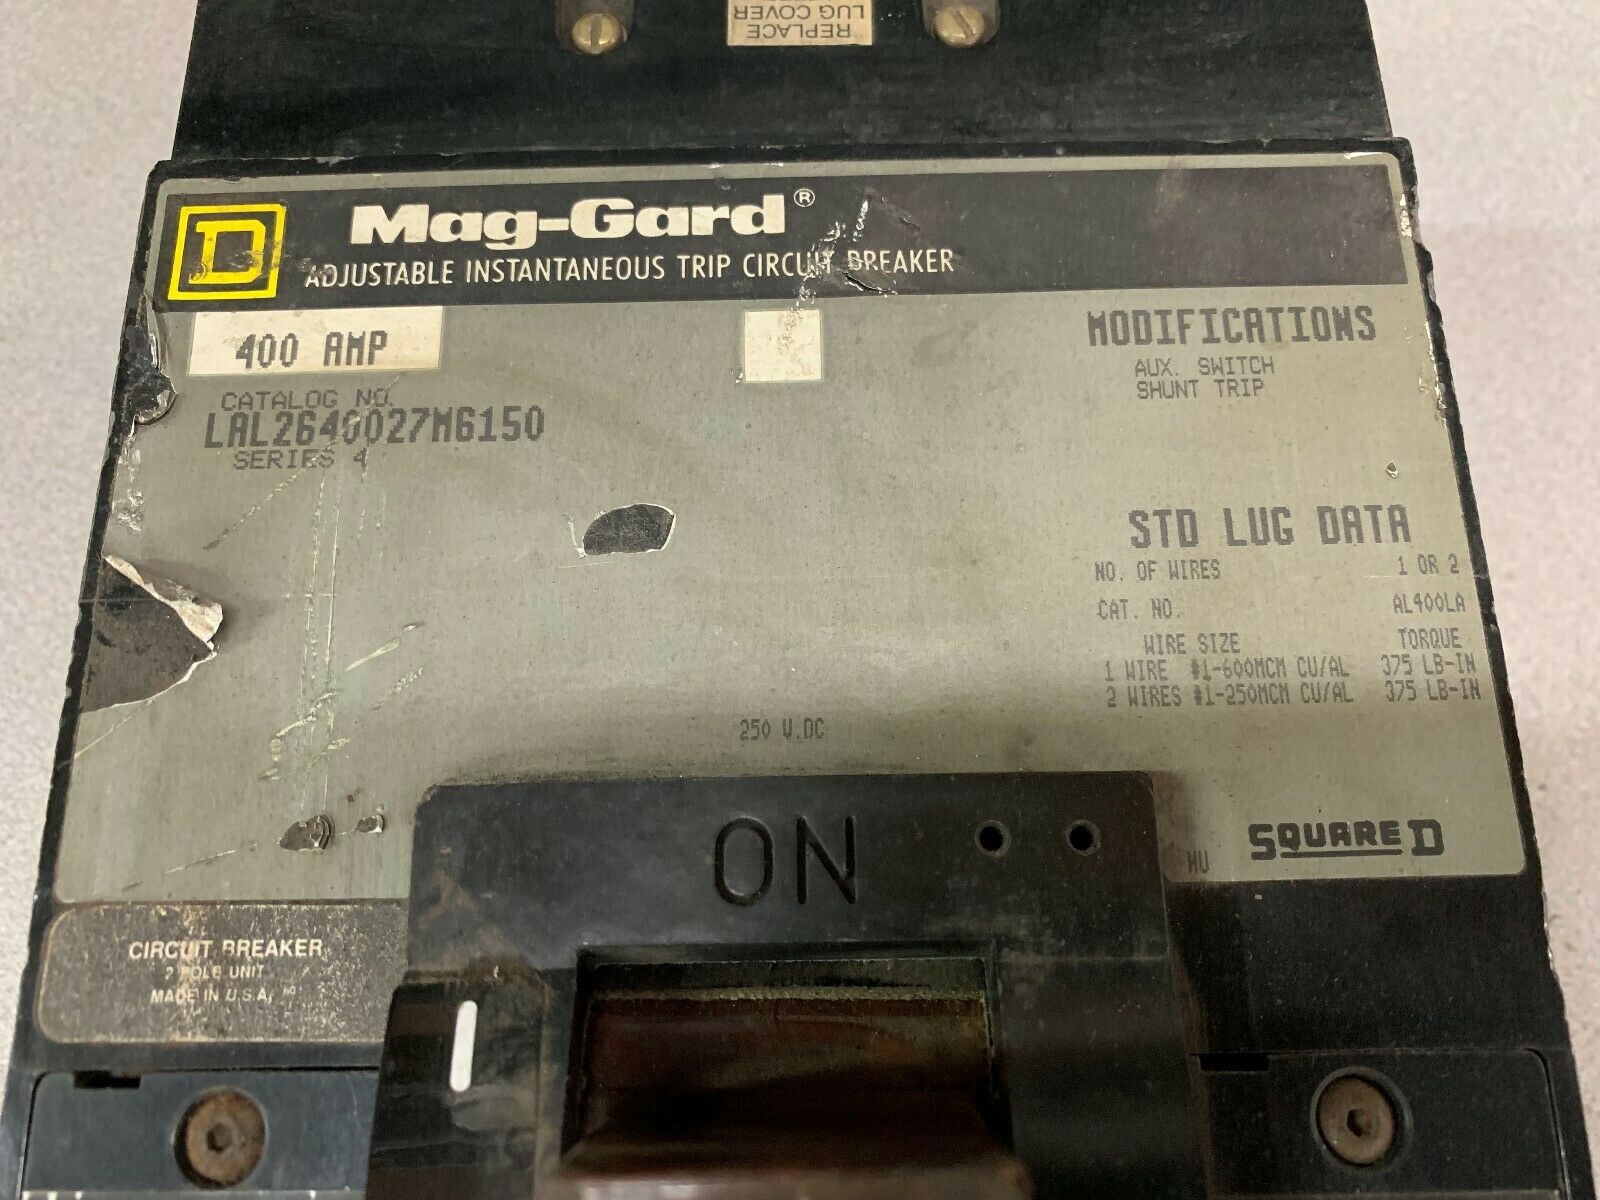 REPLACE
LUG COVER
D
Mag-Gard®
ADJUSTABLE INSTANTANEOUS TRIP CIRCUIT BREAKER
400 AMP
CATALOG NO.
LAL2640027M6150
SERIES 4
MODIFICATIONS
AUX. SWITCH
SHUNT TRIP
STD LUG DATA
NO. OF WIRES 1 OR 2
CAT. NO. AL400LA
WIRE SIZE TORQUE
1 WIRE #1-600MCM CU/AL 375 LB-IN
2 WIRES #1-250MCM CU/AL 375 LB-IN
250 V.DC
ON
MU
SQUARE D
CIRCUIT BREAKER
2 POLE UNIT
MADE IN U.S.A.